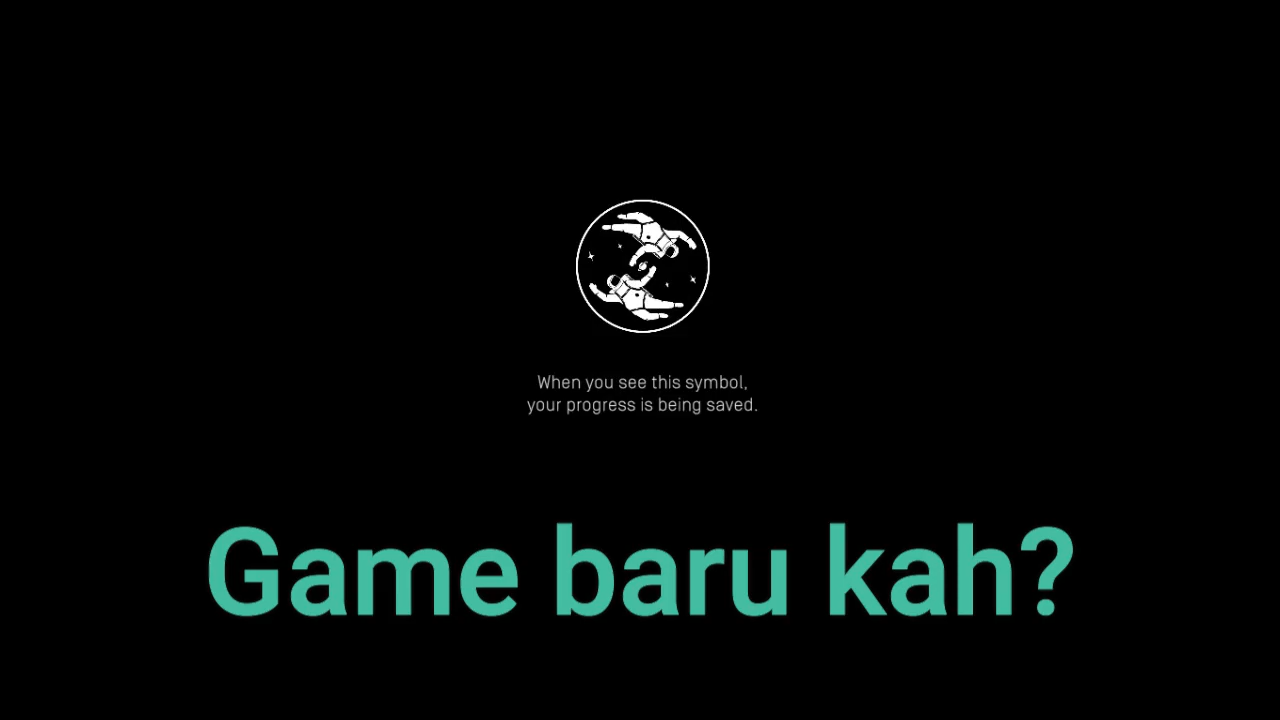 When you see this symbol,
your progress is being saved.
Game baru kah?